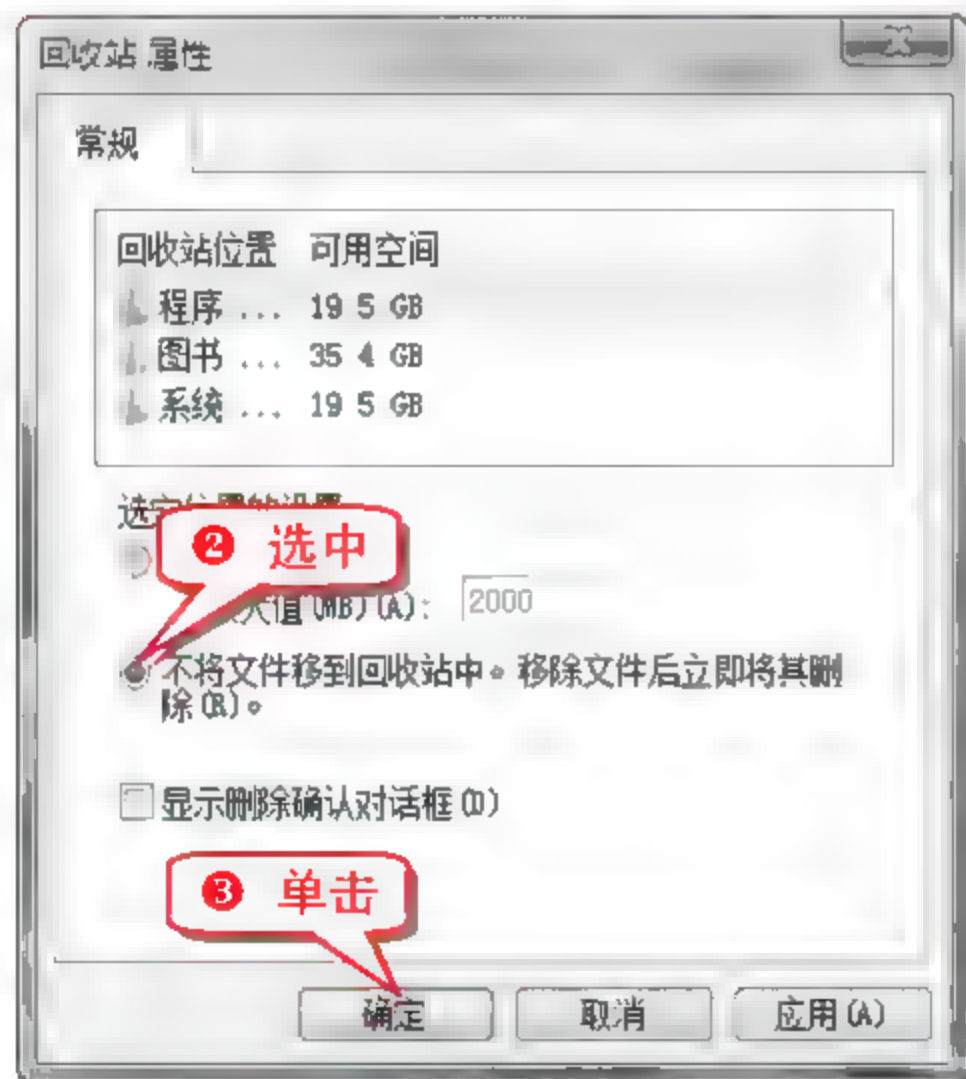 回收站 属性
常规
回收站位置 可用空间
程序 ... 19 5 GB
图书 ... 35 4 GB
系统 ... 19 5 GB
❷ 选中
值(MB)(A): 2000
不将文件移到回收站中。移除文件后立即将其删
除(R)。
显示删除确认对话框(D)
❸ 单击
确定 取消 应用(A)